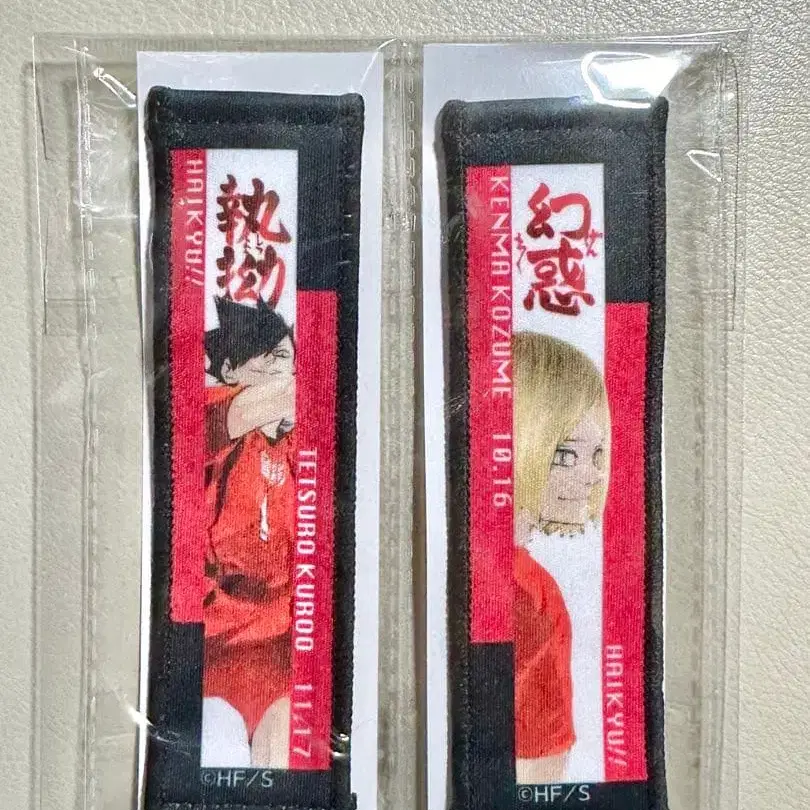 HAIKYU!!
執拗
TETSURO KUROO 11.17
©HF/S
KENMA KOZUME 10.16
幻惑
HAIKYU!!
©HF/S